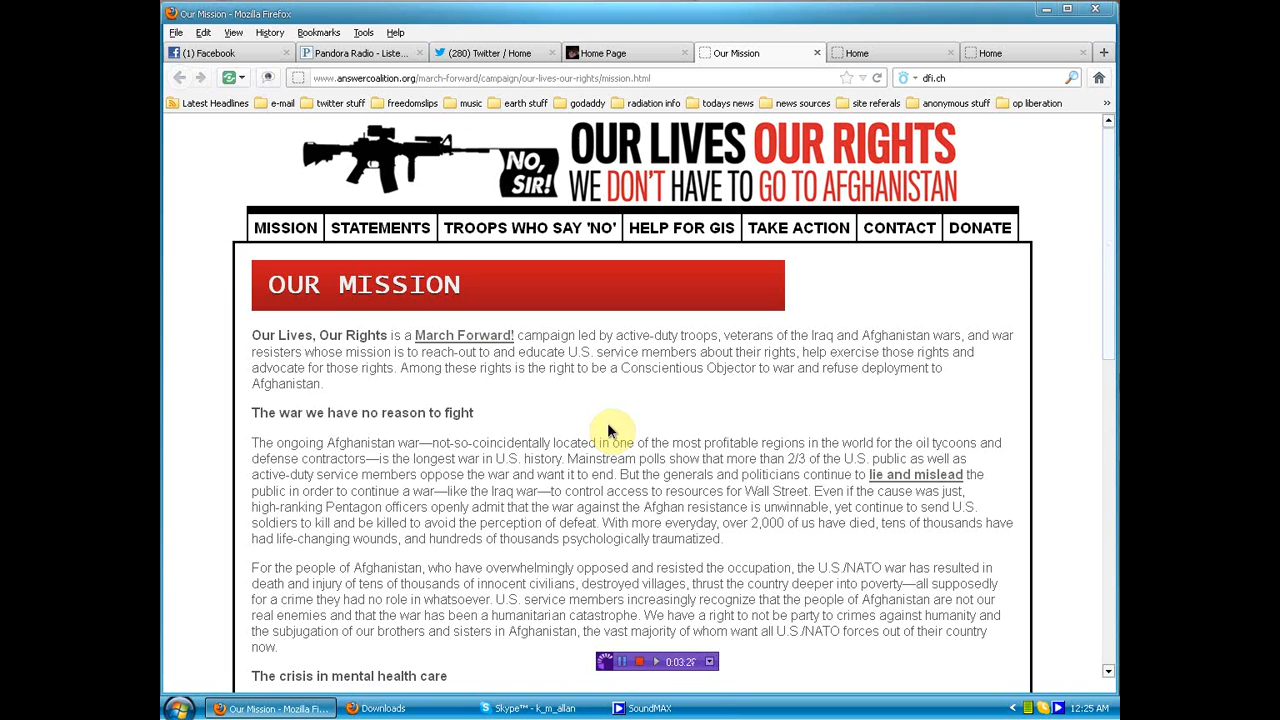 Our Mission - Mozilla Firefox
File Edit View History Bookmarks Tools Help
(1) Facebook
Pandora Radio - Liste...
(280) Twitter / Home
Home Page
Our Mission
Home
Home
www.answercoalition.org/march-forward/campaign/our-lives-our-rights/mission.html
dfi.ch
Latest Headlines e-mail twitter stuff freedomslips music earth stuff godaddy radiation info todays news news sources site referals anonymous stuff op liberation »
NO, SIR!
OUR LIVES OUR RIGHTS
WE DON'T HAVE TO GO TO AFGHANISTAN
MISSION STATEMENTS TROOPS WHO SAY 'NO' HELP FOR GIS TAKE ACTION CONTACT DONATE
OUR MISSION
Our Lives, Our Rights is a March Forward! campaign led by active-duty troops, veterans of the Iraq and Afghanistan wars, and war
resisters whose mission is to reach-out to and educate U.S. service members about their rights, help exercise those rights and
advocate for those rights. Among these rights is the right to be a Conscientious Objector to war and refuse deployment to
Afghanistan.
The war we have no reason to fight
The ongoing Afghanistan war—not-so-coincidentally located in one of the most profitable regions in the world for the oil tycoons and
defense contractors—is the longest war in U.S. history. Mainstream polls show that more than 2/3 of the U.S. public as well as
active-duty service members oppose the war and want it to end. But the generals and politicians continue to lie and mislead the
public in order to continue a war—like the Iraq war—to control access to resources for Wall Street. Even if the cause was just,
high-ranking Pentagon officers openly admit that the war against the Afghan resistance is unwinnable, yet continue to send U.S.
soldiers to kill and be killed to avoid the perception of defeat. With more everyday, over 2,000 of us have died, tens of thousands have
had life-changing wounds, and hundreds of thousands psychologically traumatized.
For the people of Afghanistan, who have overwhelmingly opposed and resisted the occupation, the U.S./NATO war has resulted in
death and injury of tens of thousands of innocent civilians, destroyed villages, thrust the country deeper into poverty—all supposedly
for a crime they had no role in whatsoever. U.S. service members increasingly recognize that the people of Afghanistan are not our
real enemies and that the war has been a humanitarian catastrophe. We have a right to not be party to crimes against humanity and
the subjugation of our brothers and sisters in Afghanistan, the vast majority of whom want all U.S./NATO forces out of their country
now.
The crisis in mental health care
Our Mission - Mozilla Fi... Downloads Skype™ - k_m_allan SoundMAX 12:25 AM